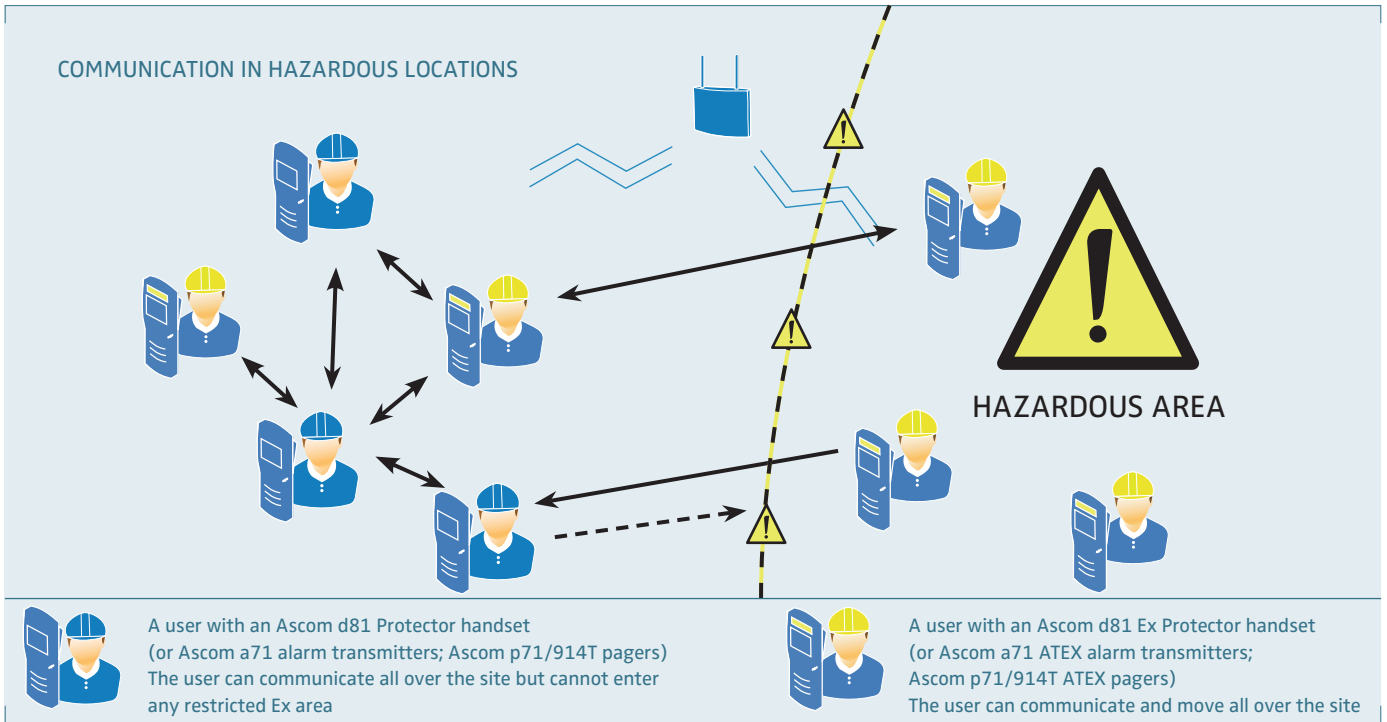 COMMUNICATION IN HAZARDOUS LOCATIONS
HAZARDOUS AREA
A user with an Ascom d81 Protector handset
(or Ascom a71 alarm transmitters; Ascom p71/914T pagers)
The user can communicate all over the site but cannot enter
any restricted Ex area
A user with an Ascom d81 Ex Protector handset
(or Ascom a71 ATEX alarm transmitters;
Ascom p71/914T ATEX pagers)
The user can communicate and move all over the site